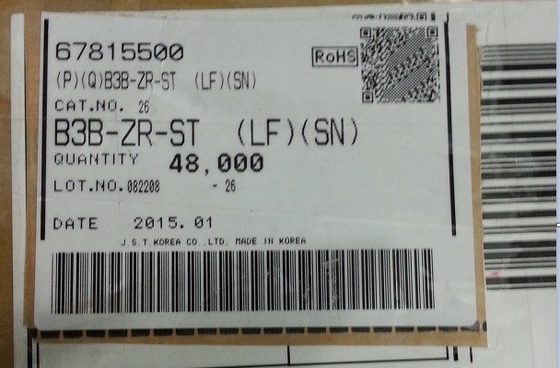 67815500
RoHS
(P)(Q)B3B-ZR-ST (LF)(SN)
CAT.NO. 26
B3B-ZR-ST (LF)(SN)
QUANTITY 48,000
LOT.NO.082208 - 26
DATE 2015.01
J.S.T.KOREA CO.,LTD. MADE IN KOREA